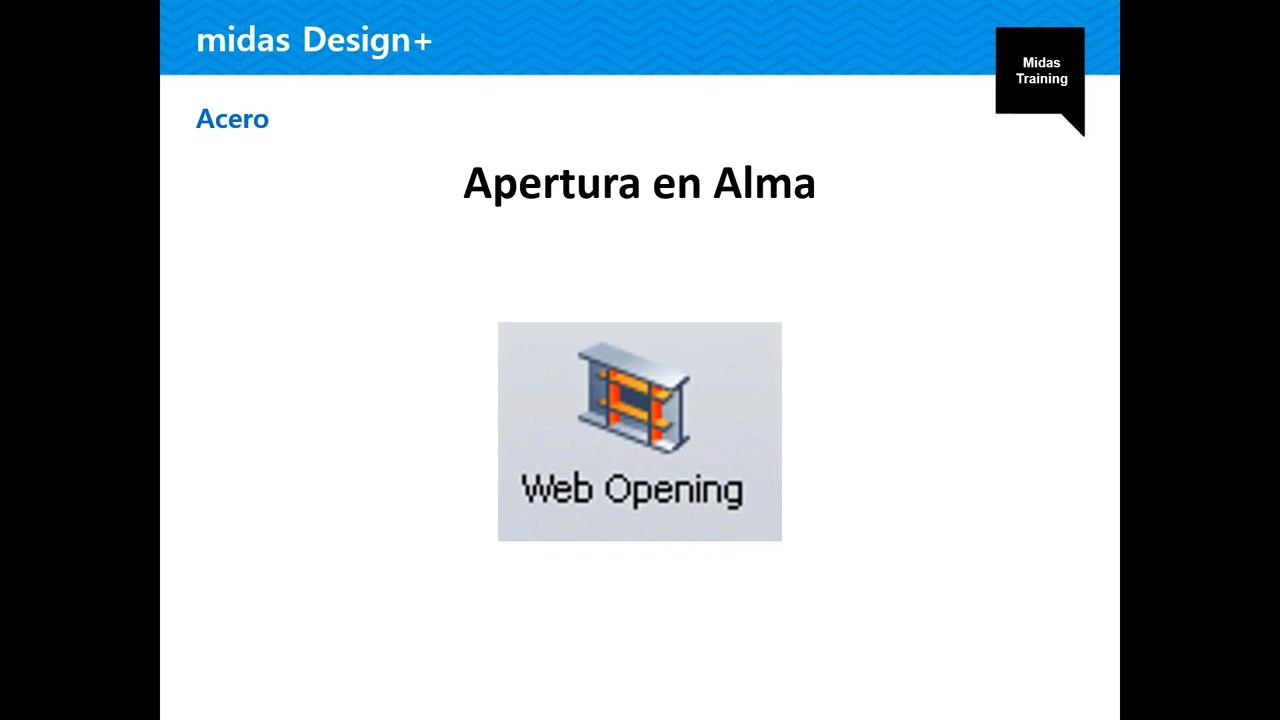 midas Design+
Midas
Training
Acero
Apertura en Alma
Web Opening